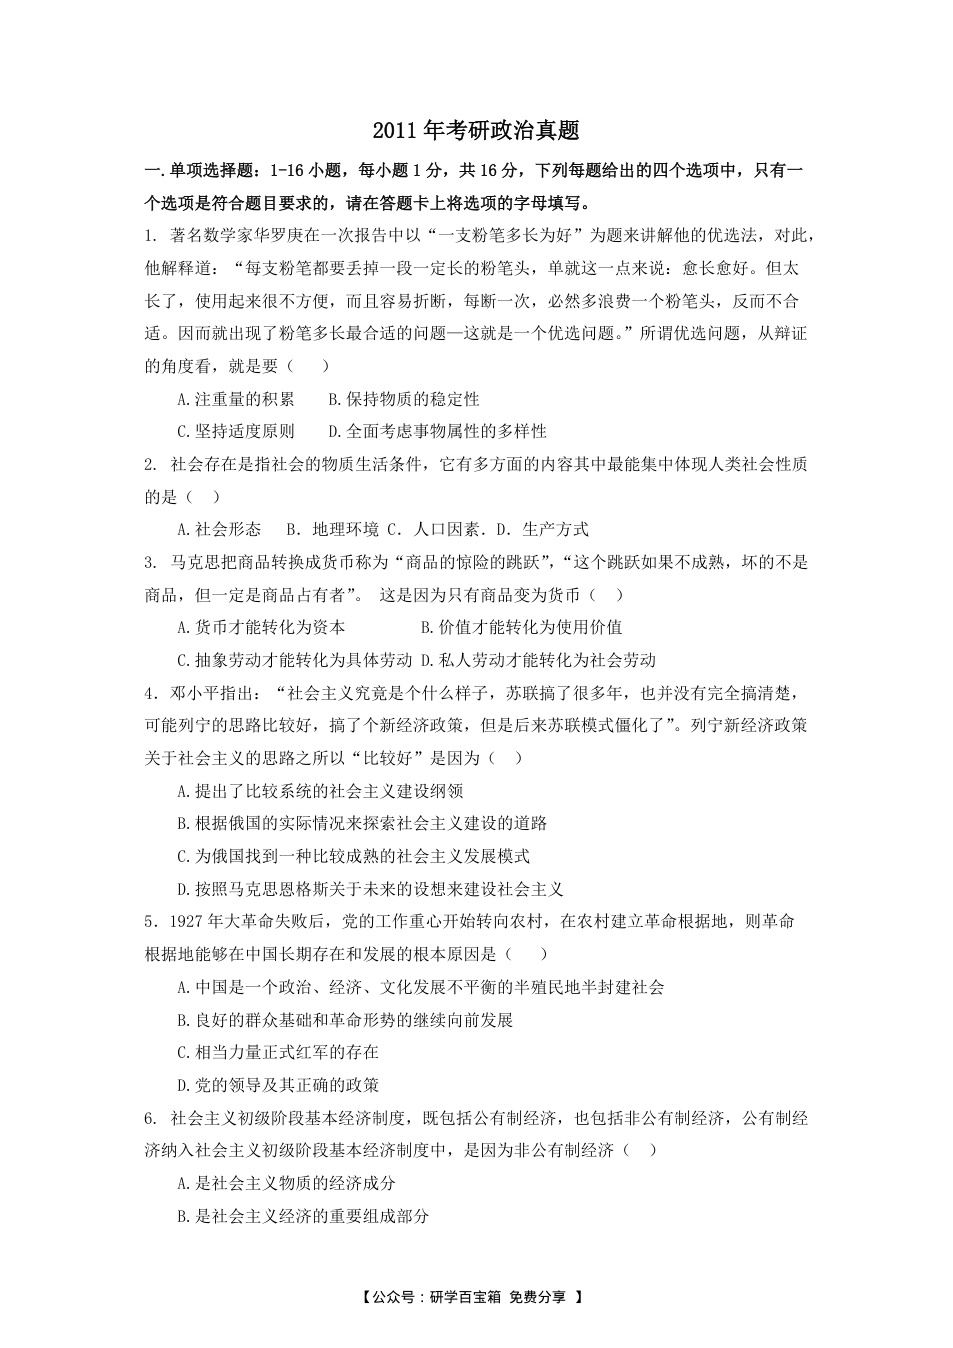 2011 年考研政治真题
一.单项选择题：1-16 小题，每小题 1 分，共 16 分，下列每题给出的四个选项中，只有一
个选项是符合题目要求的，请在答题卡上将选项的字母填写。
1. 著名数学家华罗庚在一次报告中以“一支粉笔多长为好”为题来讲解他的优选法，对此，
他解释道：“每支粉笔都要丢掉一段一定长的粉笔头，单就这一点来说：愈长愈好。但太
长了，使用起来很不方便，而且容易折断，每断一次，必然多浪费一个粉笔头，反而不合
适。因而就出现了粉笔多长最合适的问题—这就是一个优选问题。”所谓优选问题，从辩证
的角度看，就是要（ ）
A.注重量的积累 B.保持物质的稳定性
C.坚持适度原则 D.全面考虑事物属性的多样性
2. 社会存在是指社会的物质生活条件，它有多方面的内容其中最能集中体现人类社会性质
的是（ ）
A.社会形态 B．地理环境 C．人口因素．D．生产方式
3. 马克思把商品转换成货币称为“商品的惊险的跳跃”，“这个跳跃如果不成熟，坏的不是
商品，但一定是商品占有者”。 这是因为只有商品变为货币（ ）
A.货币才能转化为资本 B.价值才能转化为使用价值
C.抽象劳动才能转化为具体劳动 D.私人劳动才能转化为社会劳动
4．邓小平指出：“社会主义究竟是个什么样子，苏联搞了很多年，也并没有完全搞清楚，
可能列宁的思路比较好，搞了个新经济政策，但是后来苏联模式僵化了”。列宁新经济政策
关于社会主义的思路之所以“比较好”是因为（ ）
A.提出了比较系统的社会主义建设纲领
B.根据俄国的实际情况来探索社会主义建设的道路
C.为俄国找到一种比较成熟的社会主义发展模式
D.按照马克思恩格斯关于未来的设想来建设社会主义
5．1927 年大革命失败后，党的工作重心开始转向农村，在农村建立革命根据地，则革命
根据地能够在中国长期存在和发展的根本原因是（ ）
A.中国是一个政治、经济、文化发展不平衡的半殖民地半封建社会
B.良好的群众基础和革命形势的继续向前发展
C.相当力量正式红军的存在
D.党的领导及其正确的政策
6. 社会主义初级阶段基本经济制度，既包括公有制经济，也包括非公有制经济，公有制经
济纳入社会主义初级阶段基本经济制度中，是因为非公有制经济（ ）
A.是社会主义物质的经济成分
B.是社会主义经济的重要组成部分
【公众号：研学百宝箱 免费分享 】